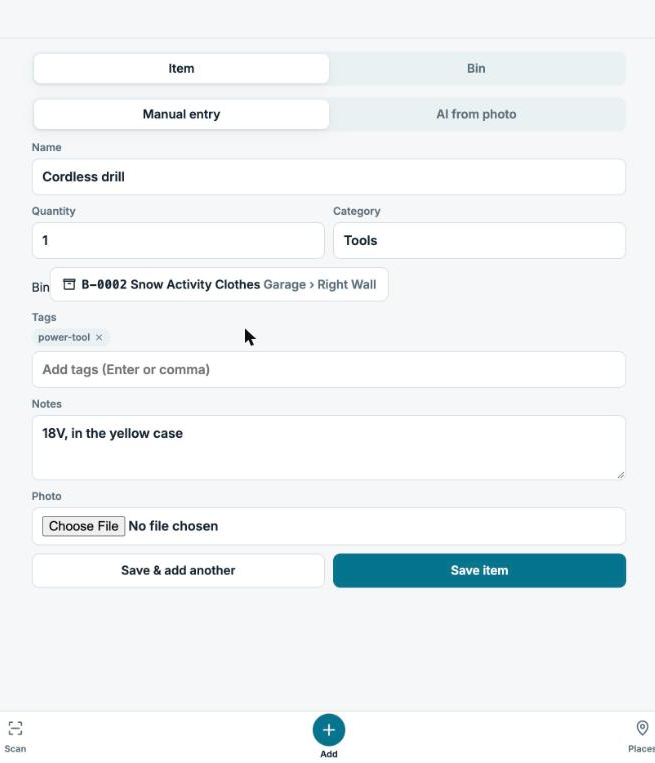 Item Bin
Manual entry AI from photo
Name
Cordless drill
Quantity Category
1 Tools
Bin B-0002 Snow Activity Clothes Garage › Right Wall
Tags
power-tool ×
Add tags (Enter or comma)
Notes
18V, in the yellow case
Photo
Choose File No file chosen
Save & add another Save item
Scan Add Places